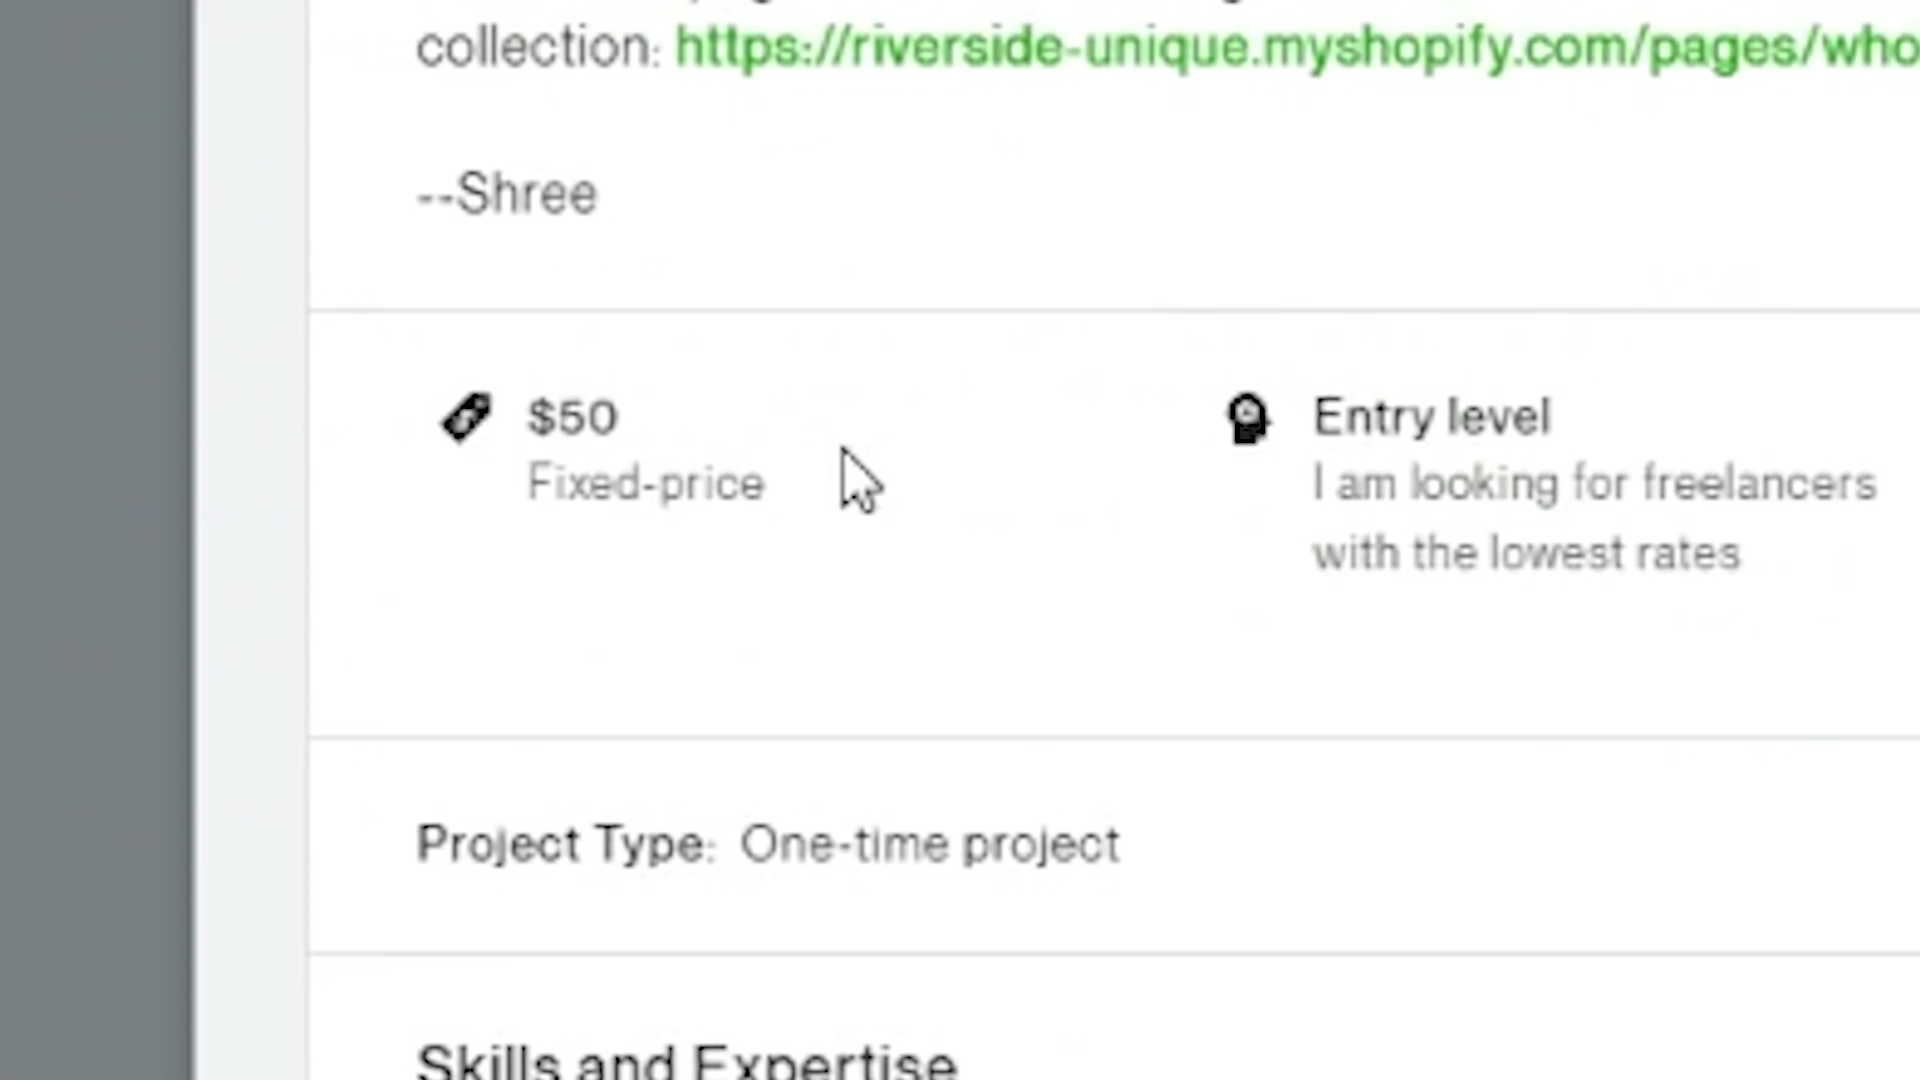 collection: https://riverside-unique.myshopify.com/pages/who
--Shree
$50
Fixed-price
Entry level
I am looking for freelancers
with the lowest rates
Project Type: One-time project
Skills and Expertise